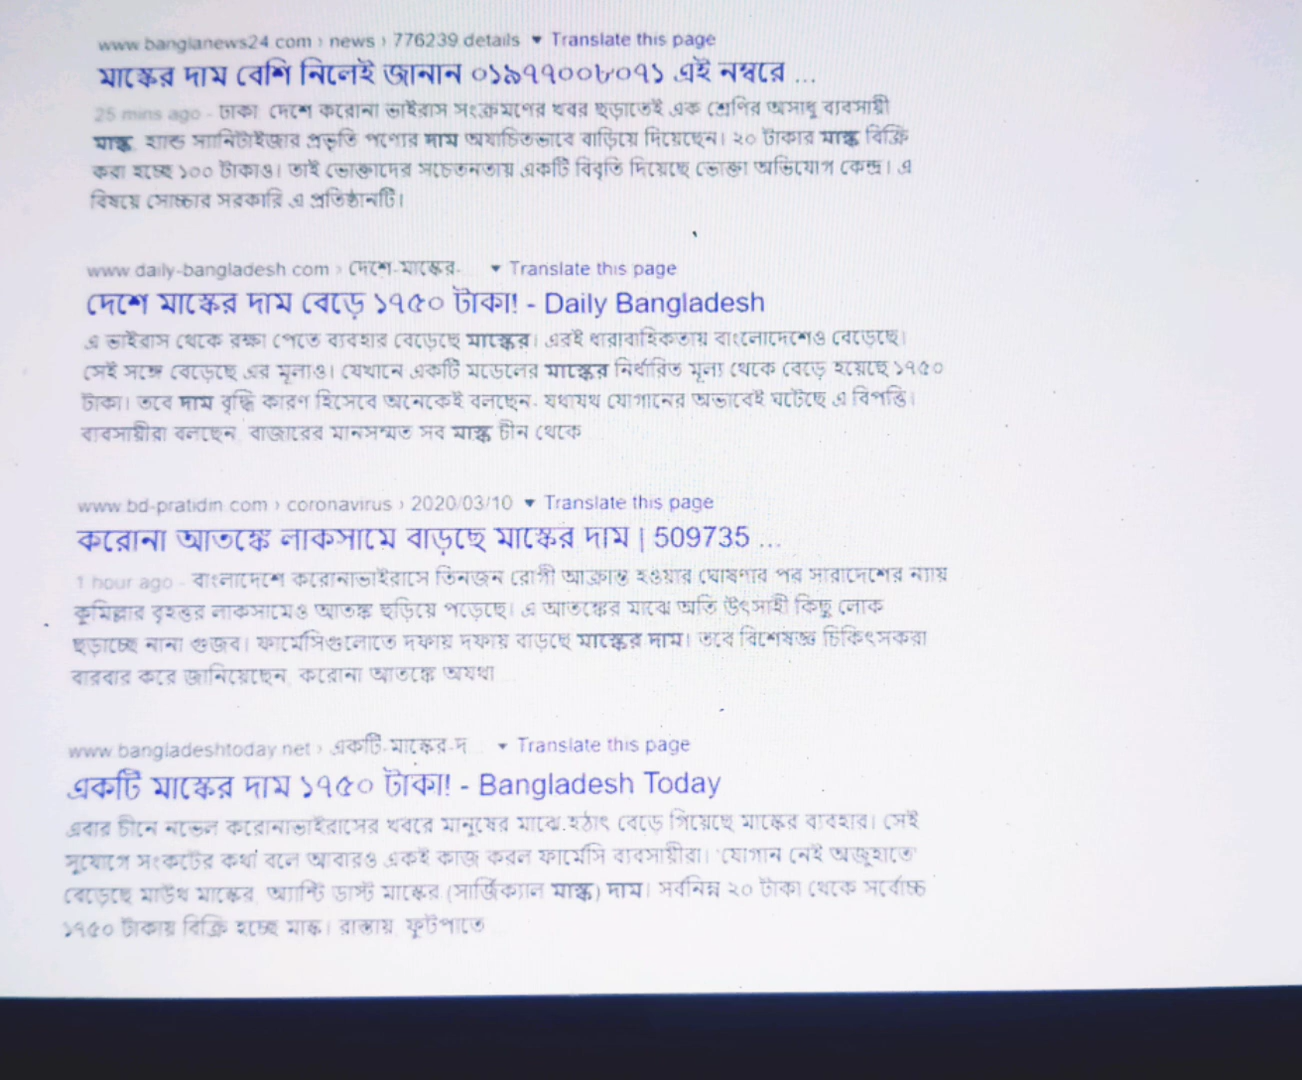 www.banglanews24.com › news › 776239.details ▾ Translate this page
মাস্কের দাম বেশি নিলেই জানান ০১৯৭৭০০৮০৭১ এই নম্বরে ...
25 mins ago - ঢাকা: দেশে করোনা ভাইরাস সংক্রমণের খবর ছড়াতেই এক শ্রেণির অসাধু ব্যবসায়ী
মাস্ক, হ্যান্ড স্যানিটাইজার প্রভৃতি পণ্যের দাম অযাচিতভাবে বাড়িয়ে দিয়েছেন। ২০ টাকার মাস্ক বিক্রি
করা হচ্ছে ১০০ টাকাও। তাই ভোক্তাদের সচেতনতায় একটি বিবৃতি দিয়েছে ভোক্তা অভিযোগ কেন্দ্র। এ
বিষয়ে সোচ্চার সরকারি এ প্রতিষ্ঠানটি।
www.daily-bangladesh.com › দেশে-মাস্কের- ▾ Translate this page
দেশে মাস্কের দাম বেড়ে ১৭৫০ টাকা! - Daily Bangladesh
এ ভাইরাস থেকে রক্ষা পেতে ব্যবহার বেড়েছে মাস্কের। এরই ধারাবাহিকতায় বাংলাদেশেও বেড়েছে।
সেই সঙ্গে বেড়েছে এর মূল্যও। যেখানে একটি মডেলের মাস্কের নির্ধারিত মূল্য থেকে বেড়ে হয়েছে ১৭৫০
টাকা। তবে দাম বৃদ্ধি কারণ হিসেবে অনেকেই বলছেন- যথাযথ যোগানের অভাবেই ঘটেছে এ বিপত্তি।
ব্যবসায়ীরা বলছেন, বাজারের মানসম্মত সব মাস্ক চীন থেকে
www.bd-pratidin.com › coronavirus › 2020/03/10 ▾ Translate this page
করোনা আতঙ্কে লাকসামে বাড়ছে মাস্কের দাম | 509735 ...
1 hour ago - বাংলাদেশে করোনাভাইরাসে তিনজন রোগী আক্রান্ত হওয়ার ঘোষণার পর সারাদেশের ন্যায়
কুমিল্লার বৃহত্তর লাকসামেও আতঙ্ক ছড়িয়ে পড়েছে। এ আতঙ্কের মাঝে অতি উৎসাহী কিছু লোক
ছড়াচ্ছে নানা গুজব। ফার্মেসিগুলোতে দফায় দফায় বাড়ছে মাস্কের দাম। তবে বিশেষজ্ঞ চিকিৎসকরা
বারবার করে জানিয়েছেন, করোনা আতঙ্কে অযথা
www.bangladeshtoday.net › একটি-মাস্কের-দ ▾ Translate this page
একটি মাস্কের দাম ১৭৫০ টাকা! - Bangladesh Today
এবার চীনে নভেল করোনাভাইরাসের খবরে মানুষের মাঝে হঠাৎ বেড়ে গিয়েছে মাস্কের ব্যবহার। সেই
সুযোগে সংকটের কথা বলে আবারও একই কাজ করল ফার্মেসি ব্যবসায়ীরা। 'যোগান নেই অজুহাতে'
বেড়েছে মাউথ মাস্কের, অ্যান্টি ডাস্ট মাস্কের (সার্জিক্যাল মাস্ক) দাম। সর্বনিম্ন ২০ টাকা থেকে সর্বোচ্চ
১৭৫০ টাকায় বিক্রি হচ্ছে মাস্ক। রাস্তায়, ফুটপাতে